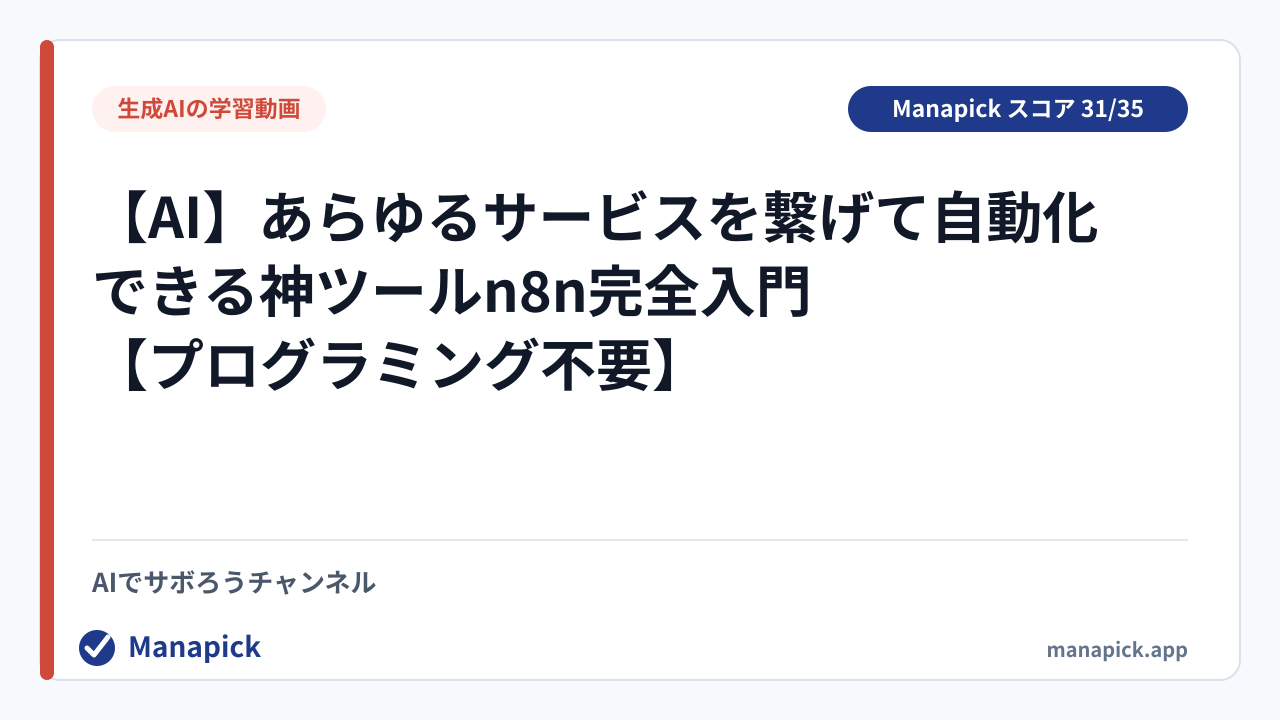 生成AIの学習動画
Manapick スコア 31/35
【AI】あらゆるサービスを繋げて自動化
できる神ツールn8n完全入門
【プログラミング不要】
AIでサボろうチャンネル
Manapick
manapick.app